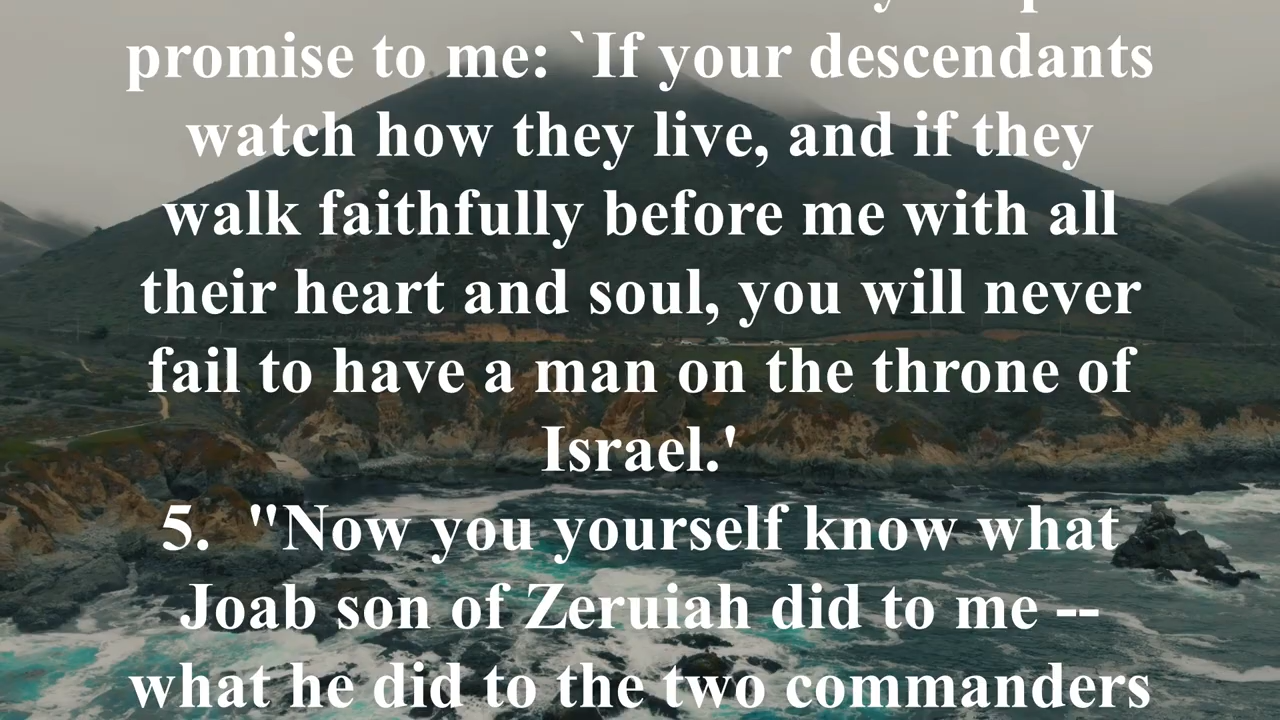 promise to me: `If your descendants
watch how they live, and if they
walk faithfully before me with all
their heart and soul, you will never
fail to have a man on the throne of
Israel.'
5. "Now you yourself know what
Joab son of Zeruiah did to me --
what he did to the two commanders